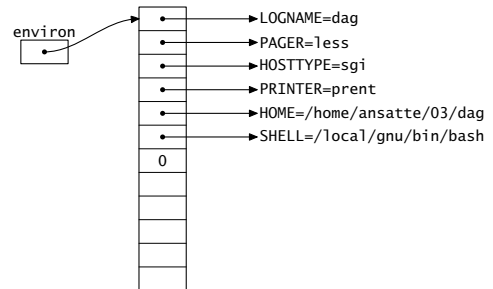 environ
LOGNAME=dag
PAGER=less
HOSTTYPE=sgi
PRINTER=prent
HOME=/home/ansatte/03/dag
SHELL=/local/gnu/bin/bash
0